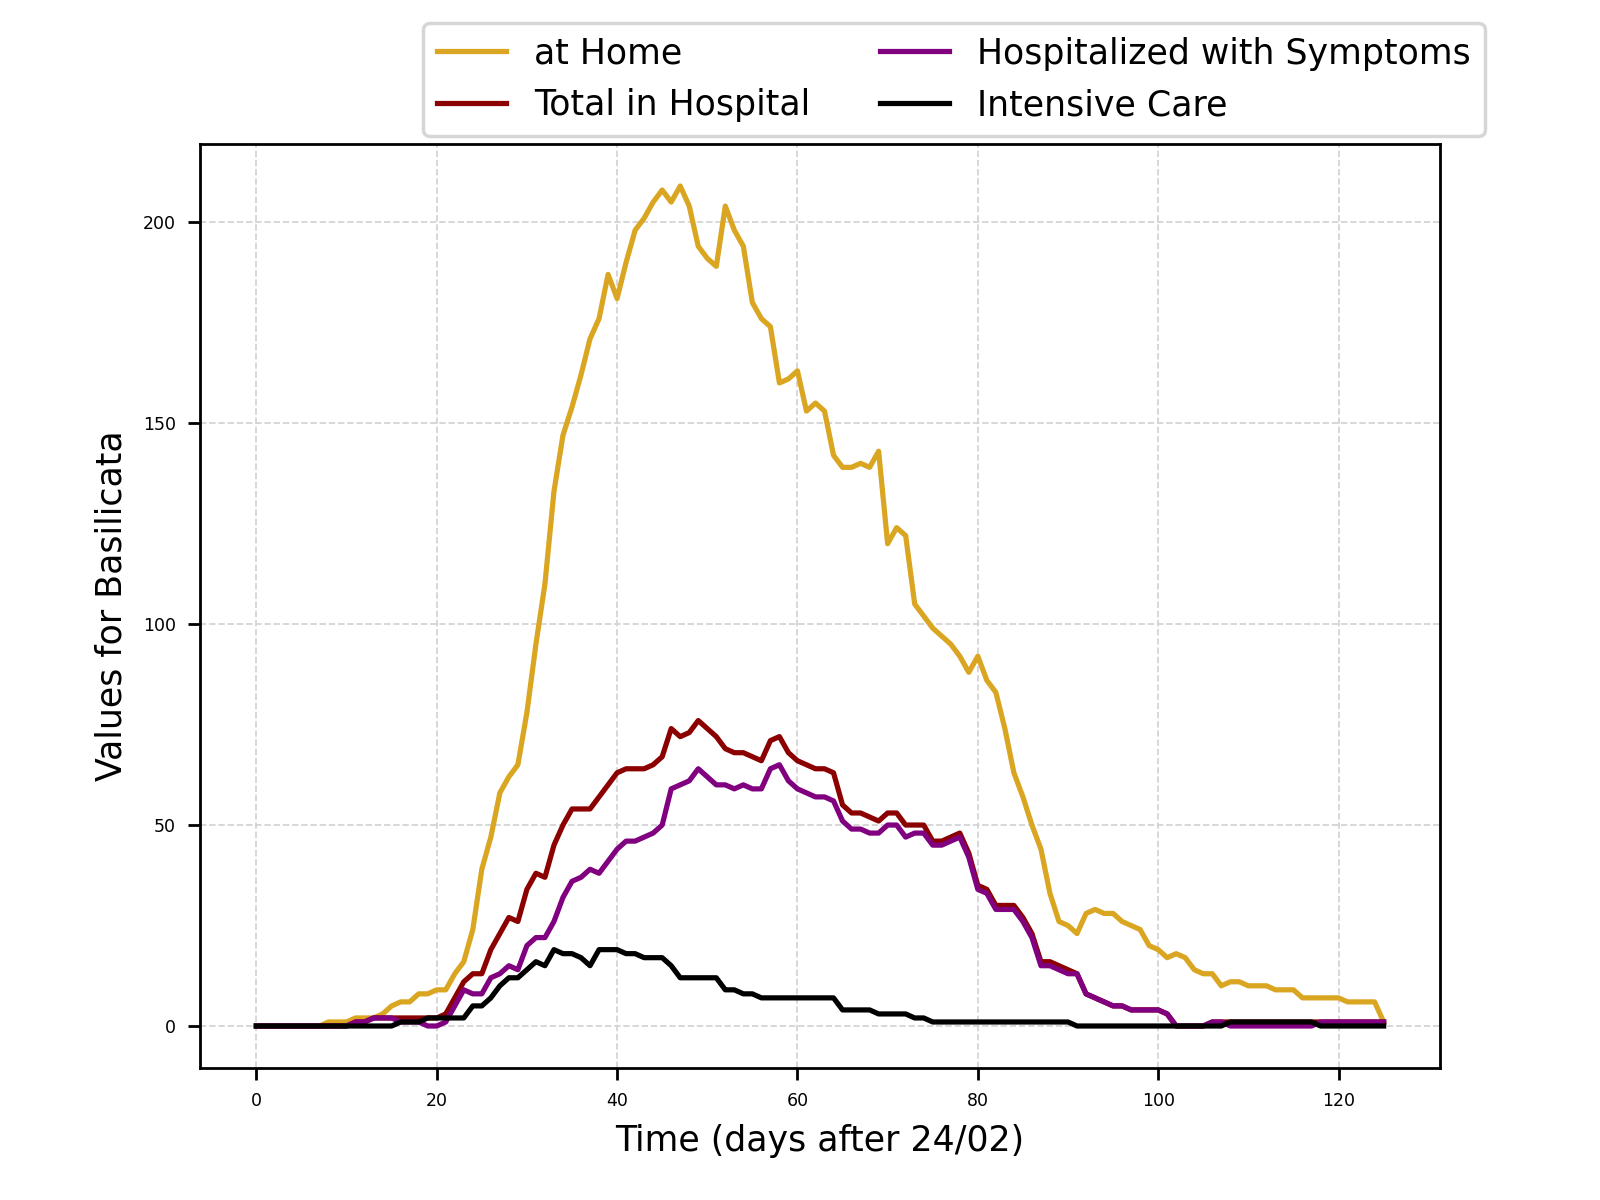 at Home
Total in Hospital
Hospitalized with Symptoms
Intensive Care
Values for Basilicata
200
150
100
50
0
0 20 40 60 80 100 120
Time (days after 24/02)